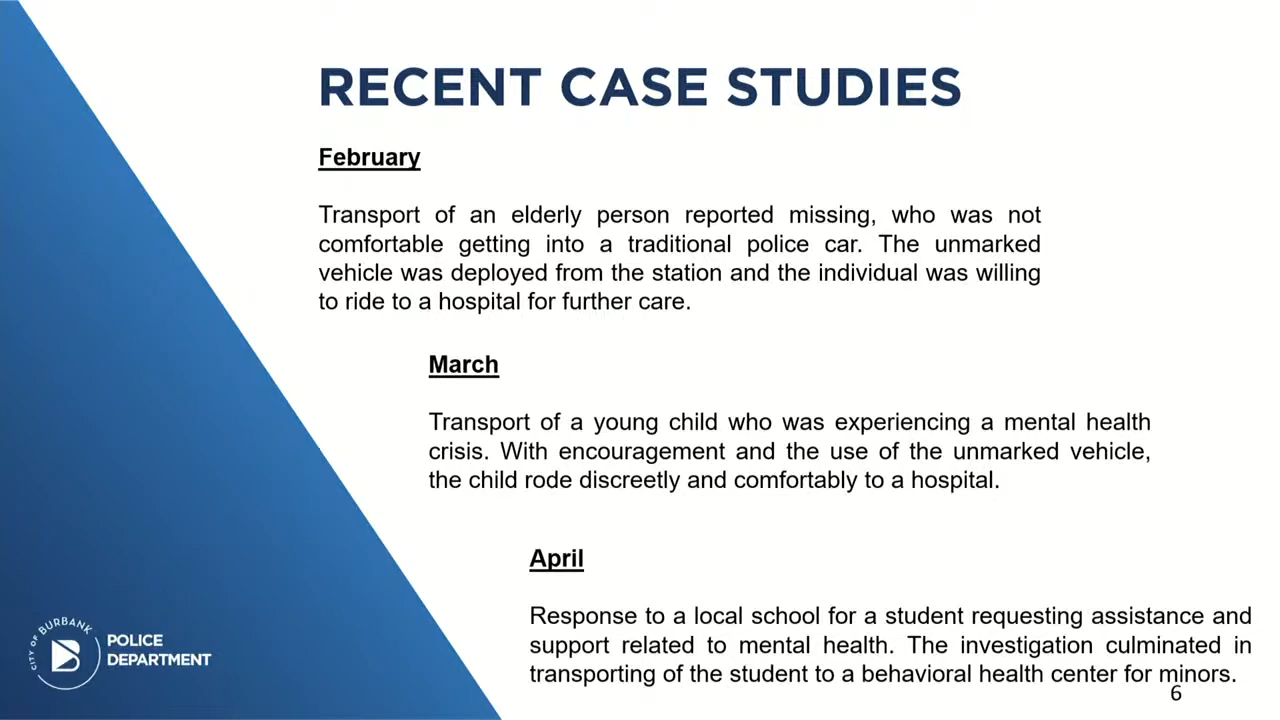 RECENT CASE STUDIES
February
Transport of an elderly person reported missing, who was not
comfortable getting into a traditional police car. The unmarked
vehicle was deployed from the station and the individual was willing
to ride to a hospital for further care.
March
Transport of a young child who was experiencing a mental health
crisis. With encouragement and the use of the unmarked vehicle,
the child rode discreetly and comfortably to a hospital.
April
Response to a local school for a student requesting assistance and
support related to mental health. The investigation culminated in
transporting of the student to a behavioral health center for minors.
CITY OF BURBANK
B
POLICE
DEPARTMENT
6